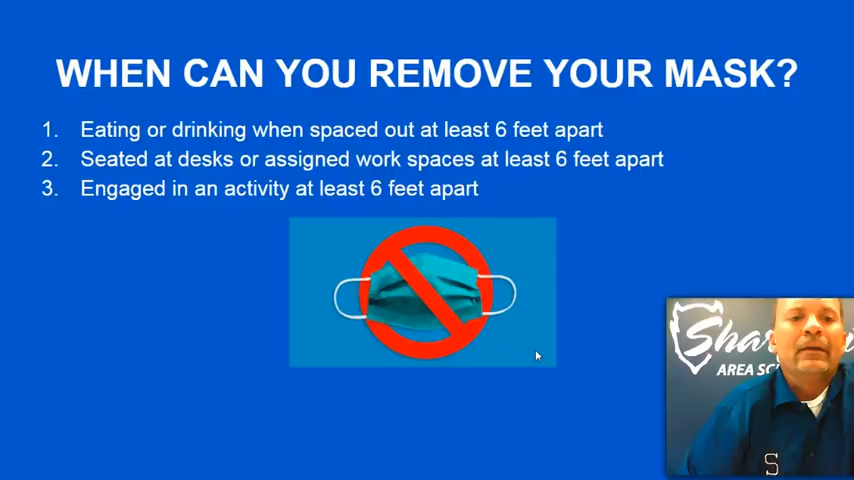 WHEN CAN YOU REMOVE YOUR MASK?
1. Eating or drinking when spaced out at least 6 feet apart
2. Seated at desks or assigned work spaces at least 6 feet apart
3. Engaged in an activity at least 6 feet apart
AREA
S